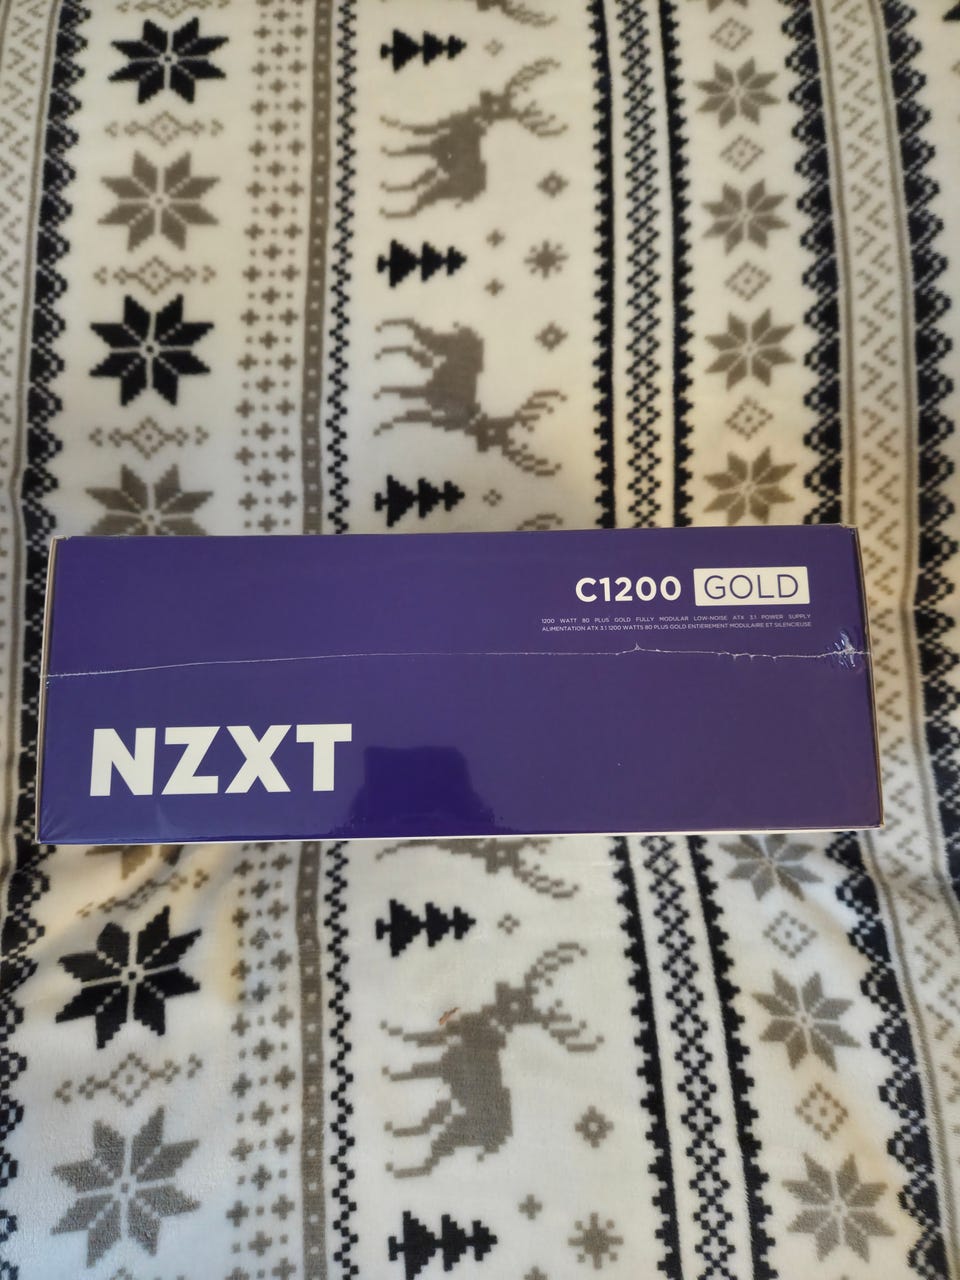 C1200 GOLD
1200 WATT 80 PLUS GOLD FULLY MODULAR LOW-NOISE ATX 3.1 POWER SUPPLY
ALIMENTATION ATX 3.1 1200 WATTS 80 PLUS GOLD ENTIÈREMENT MODULAIRE ET SILENCIEUSE
NZXT